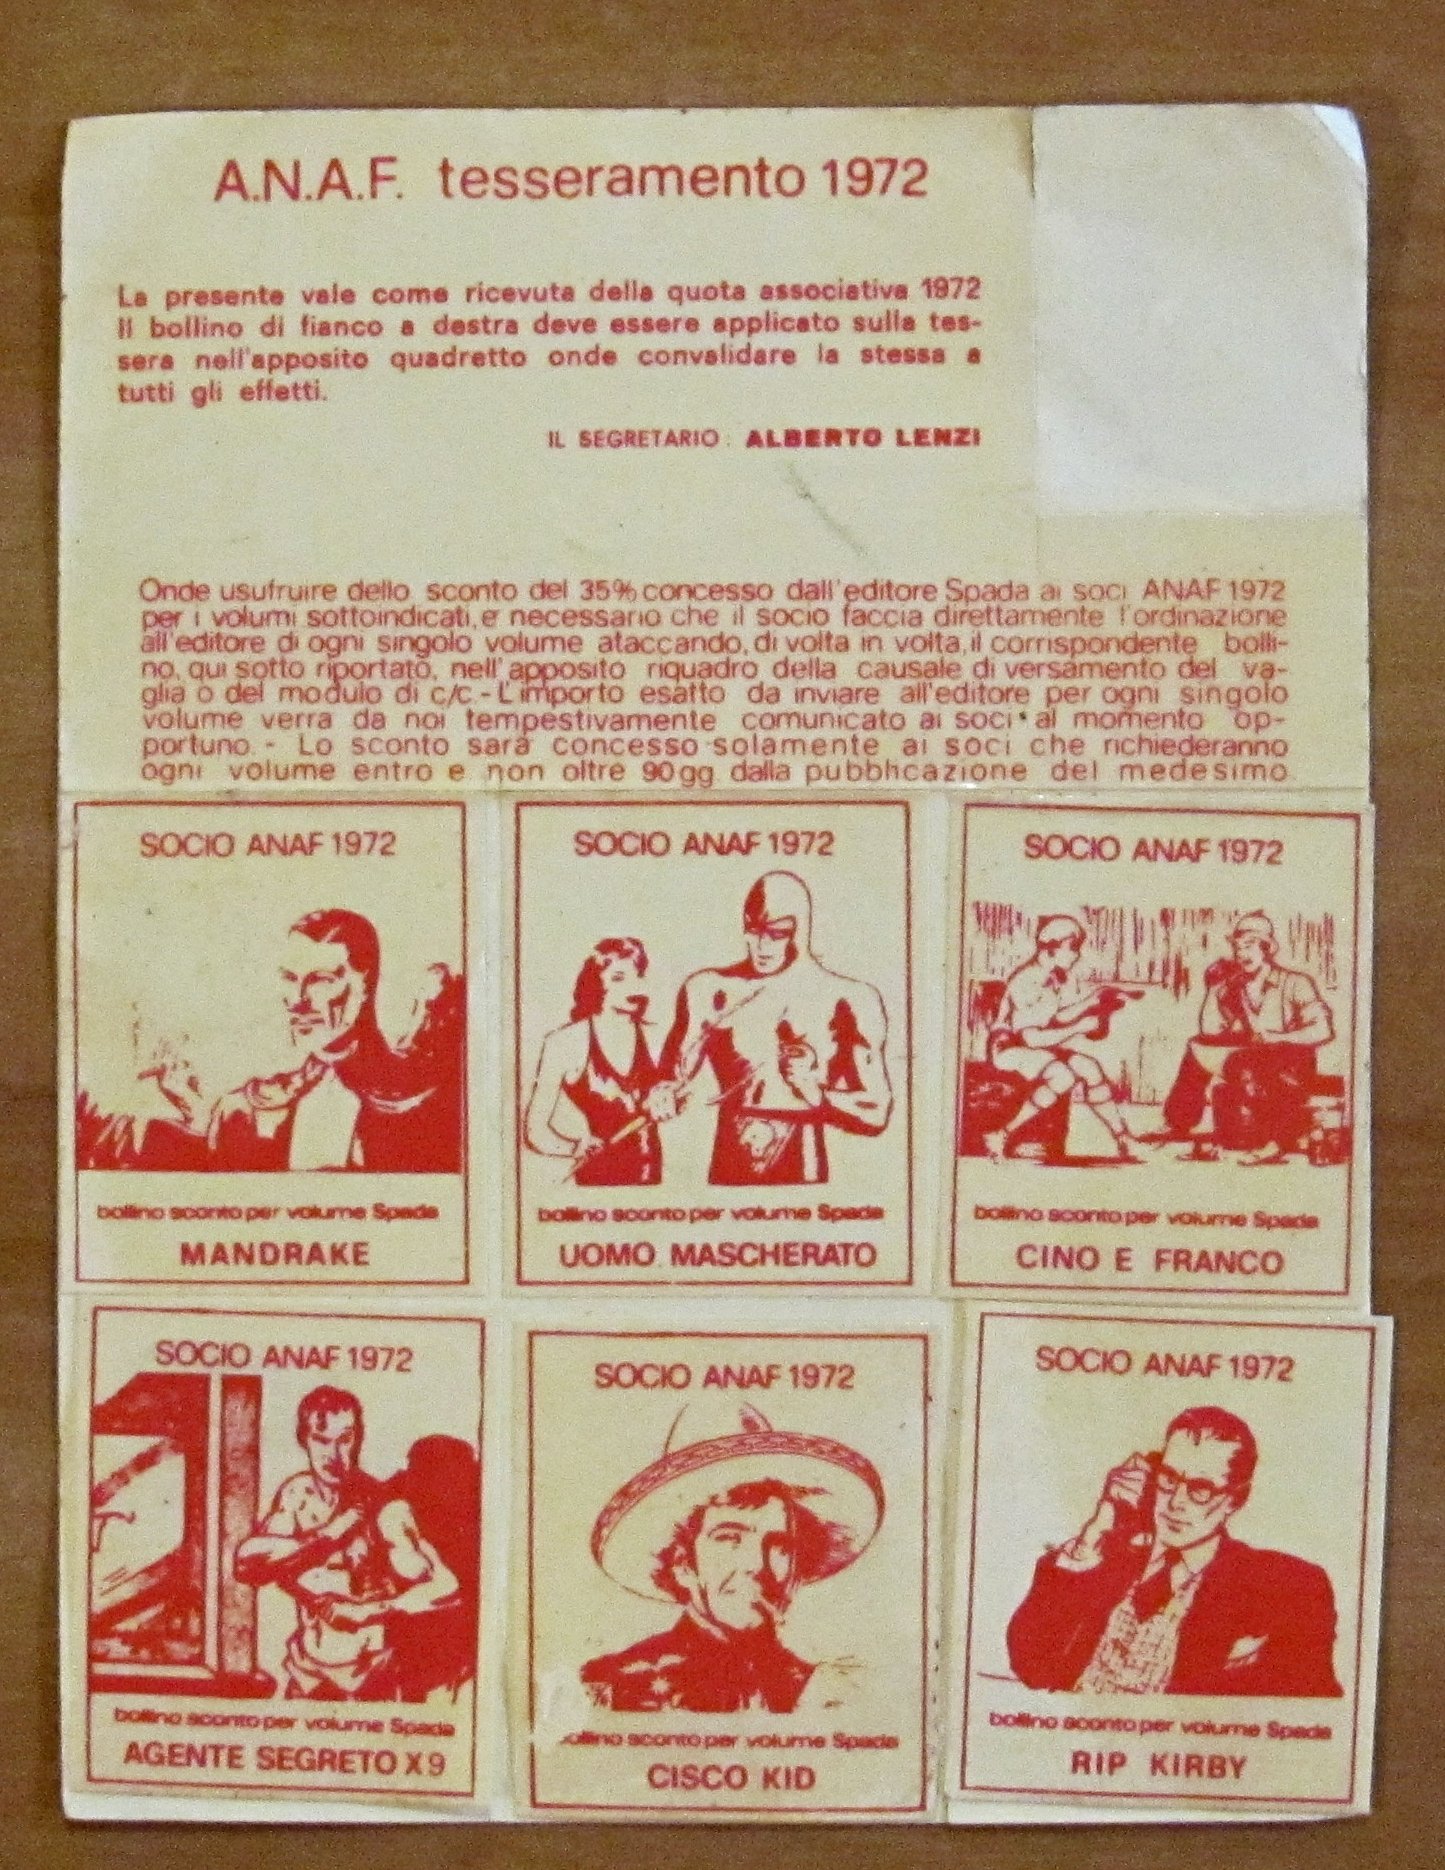 A.N.A.F. tesseramento 1972
La presente vale come ricevuta della quota associativa 1972
Il bollino di fianco a destra deve essere applicato sulla tes-
sera nell'apposito quadretto onde convalidare la stessa a
tutti gli effetti.
IL SEGRETARIO : ALBERTO LENZI
Onde usufruire dello sconto del 35% concesso dall'editore Spada ai soci ANAF 1972
per i volumi sottoindicati, e' necessario che il socio faccia direttamente l'ordinazione
all'editore di ogni singolo volume ataccando, di volta in volta, il corrispondente bolli-
no, qui sotto riportato, nell'apposito riquadro della causale di versamento del va-
glia o del modulo di c/c - L'importo esatto da inviare all'editore per ogni singolo
volume verra da noi tempestivamente comunicato ai soci al momento op-
portuno. - Lo sconto sarà concesso solamente ai soci che richiederanno
ogni volume entro e non oltre 90 gg. dalla pubblicazione del medesimo
SOCIO ANAF 1972
bollino sconto per volume Spada
MANDRAKE
SOCIO ANAF 1972
bollino sconto per volume Spada
UOMO MASCHERATO
SOCIO ANAF 1972
bollino sconto per volume Spada
CINO E FRANCO
SOCIO ANAF 1972
bollino sconto per volume Spada
AGENTE SEGRETO X9
SOCIO ANAF 1972
bollino sconto per volume Spada
CISCO KID
SOCIO ANAF 1972
bollino sconto per volume Spada
RIP KIRBY